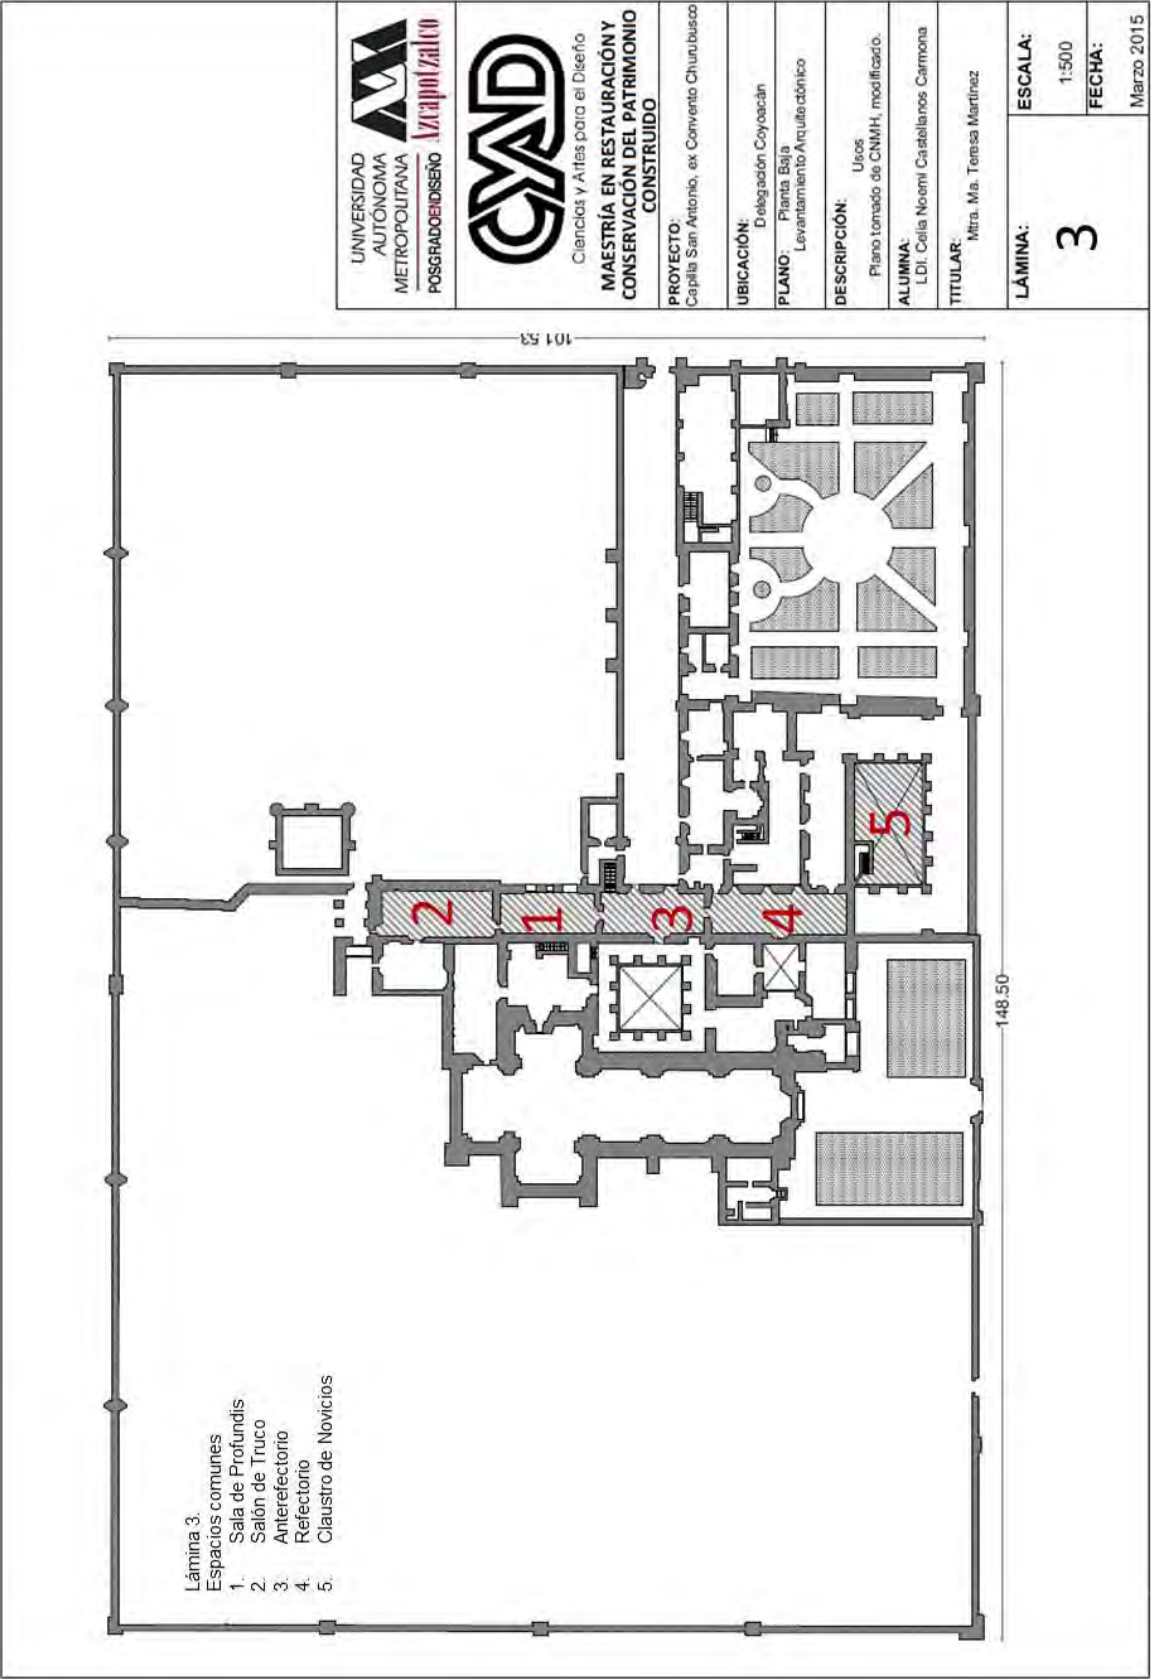 Lámina 3.
Espacios comunes
1. Sala de Profundis
2. Salón de Truco
3. Anterefectorio
4. Refectorio
5. Claustro de Novicios
2
1
3
4
5
101.53
148.50
UNIVERSIDAD
AUTÓNOMA
METROPOLITANA
Azcapotzalco
POSGRADOENDISEÑO
CYAD
Ciencias y Artes para el Diseño
MAESTRÍA EN RESTAURACIÓN Y
CONSERVACIÓN DEL PATRIMONIO
CONSTRUIDO
PROYECTO:
Capilla San Antonio, ex Convento Churubusco
UBICACIÓN:
Delegación Coyoacán
PLANO: Planta Baja
Levantamiento Arquitectónico
DESCRIPCIÓN:
Usos
Plano tomado de CNMH, modificado.
ALUMNA:
LDI. Celia Noemí Castellanos Carmona
TITULAR:
Mtra. Ma. Teresa Martínez
LÁMINA:
3
ESCALA:
1:500
FECHA:
Marzo 2015